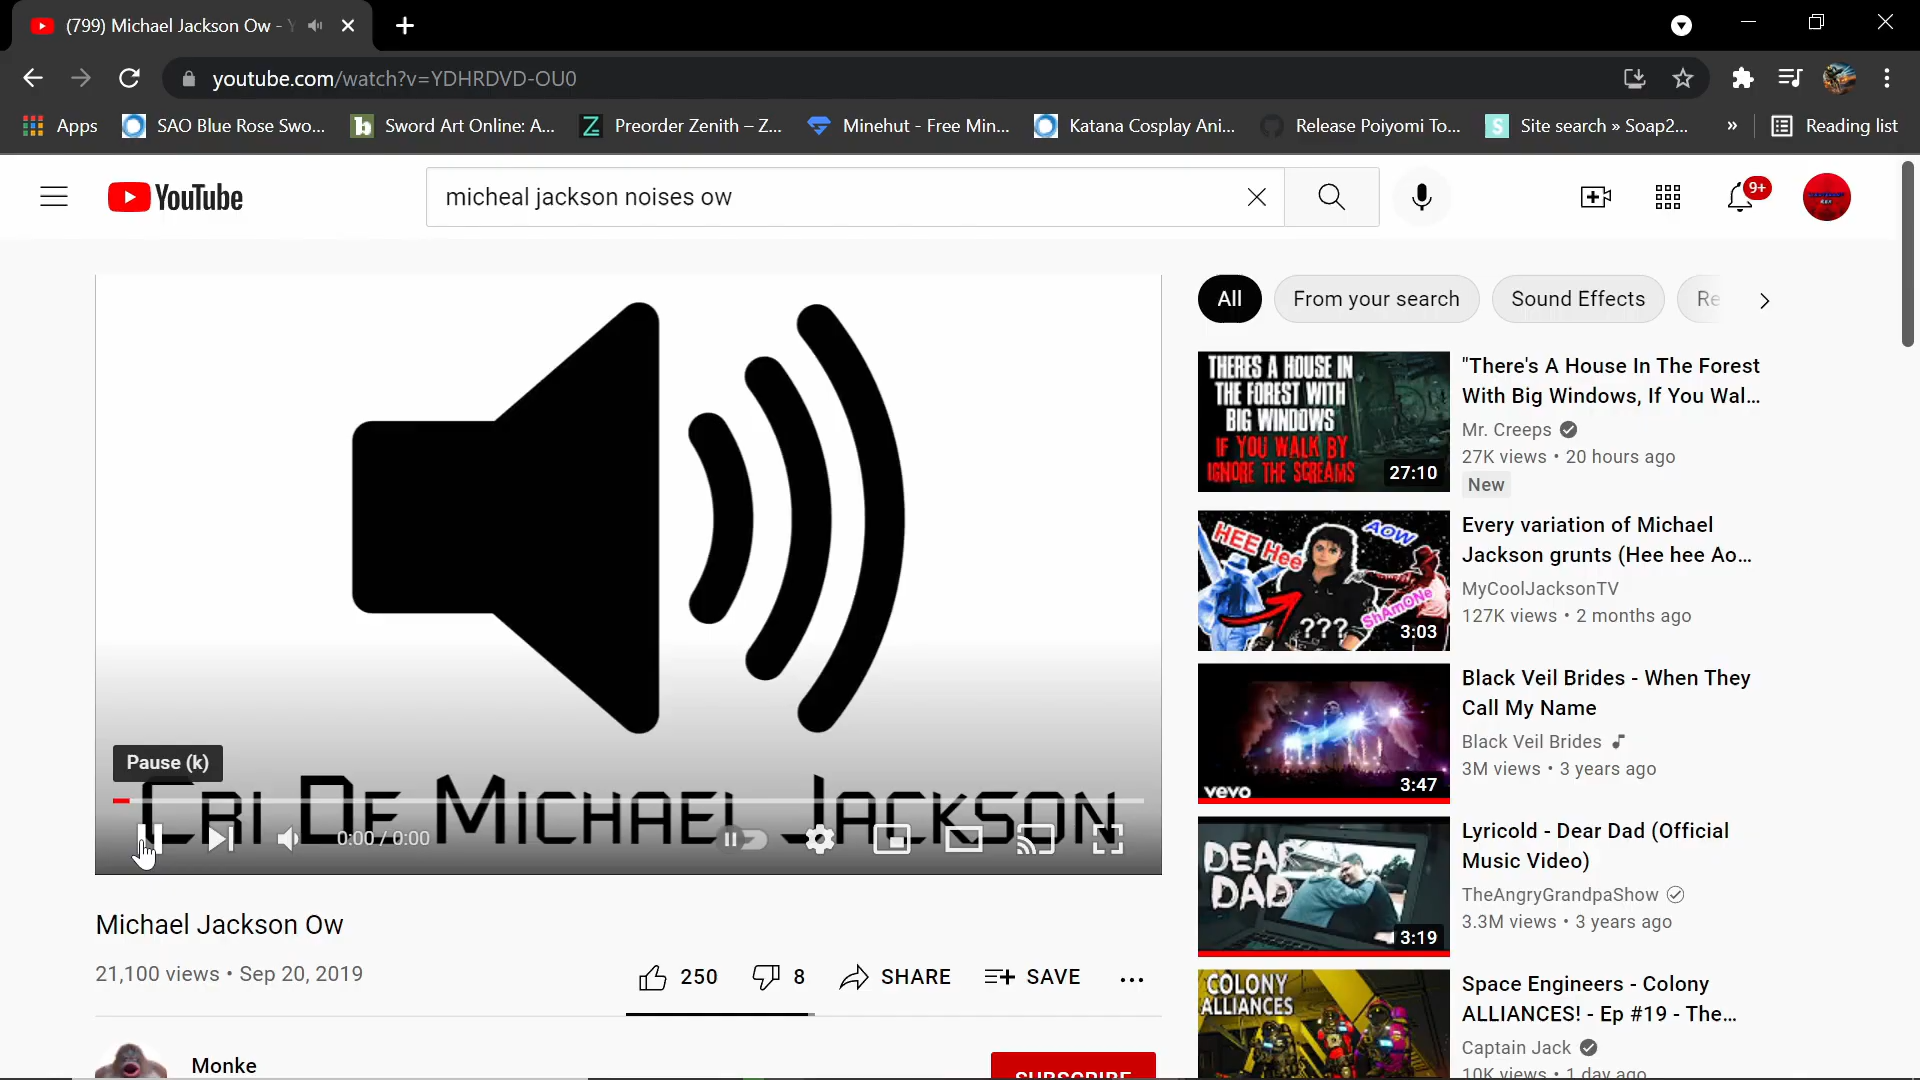 (799) Michael Jackson Ow -
youtube.com/watch?v=YDHRDVD-OU0
Apps
SAO Blue Rose Swo...
Sword Art Online: A...
Preorder Zenith – Z...
Minehut - Free Min...
Katana Cosplay Ani...
Release Poiyomi To...
Site search » Soap2...
»
Reading list
YouTube
micheal jackson noises ow
9+
CRI DE MICHAEL JACKSON
Pause (k)
0:00 / 0:00
Michael Jackson Ow
21,100 views • Sep 20, 2019
250
8
SHARE
SAVE
Monke
SUBSCRIBE
All
From your search
Sound Effects
Re
THERES A HOUSE IN
THE FOREST WITH
BIG WINDOWS
IF YOU WALK BY
IGNORE THE SCREAMS
27:10
"There's A House In The Forest
With Big Windows, If You Wal...
Mr. Creeps
27K views • 20 hours ago
New
HEE Hee
AOW
ShAmONe
???
3:03
Every variation of Michael
Jackson grunts (Hee hee Ao...
MyCoolJacksonTV
127K views • 2 months ago
vevo
3:47
Black Veil Brides - When They
Call My Name
Black Veil Brides
3M views • 3 years ago
DEAR
DAD
3:19
Lyricold - Dear Dad (Official
Music Video)
TheAngryGrandpaShow
3.3M views • 3 years ago
COLONY
ALLIANCES
Space Engineers - Colony
ALLIANCES! - Ep #19 - The...
Captain Jack
10K views • 1 day ago